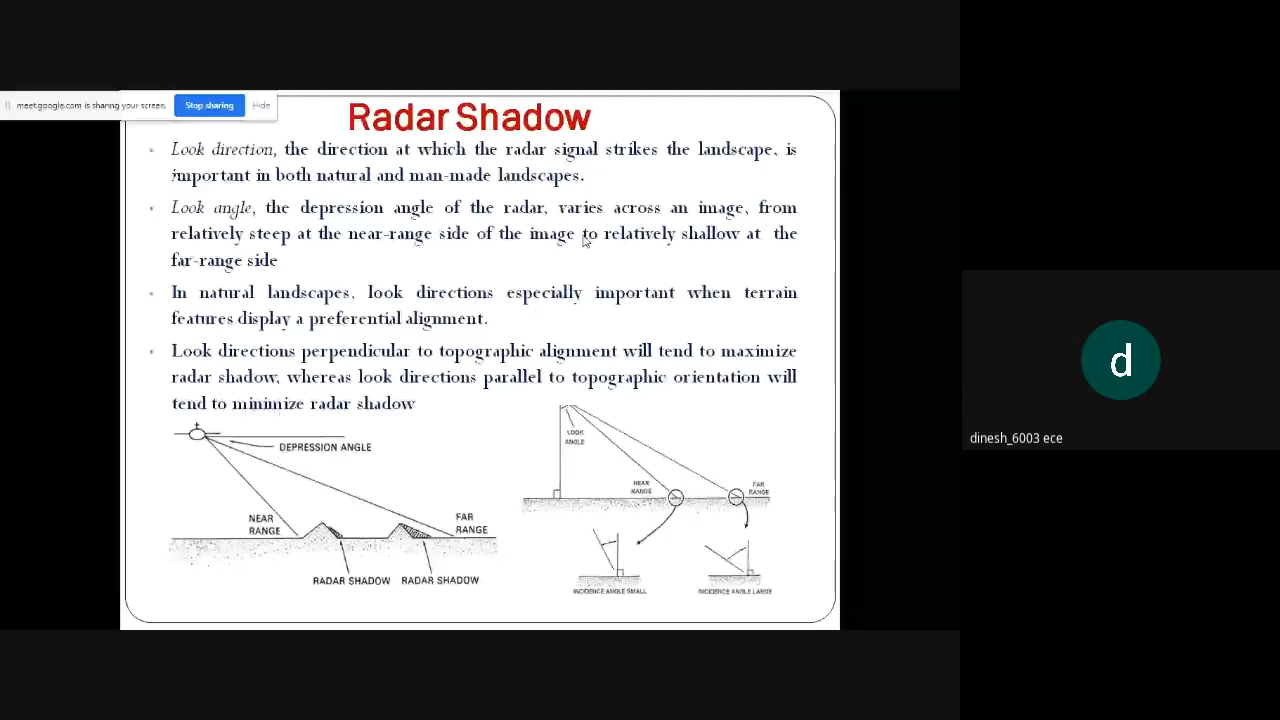 meet.google.com is sharing your screen.
Stop sharing
Hide
Radar Shadow
Look direction, the direction at which the radar signal strikes the landscape, is
important in both natural and man-made landscapes.
Look angle, the depression angle of the radar, varies across an image, from
relatively steep at the near-range side of the image to relatively shallow at the
far-range side
In natural landscapes, look directions especially important when terrain
features display a preferential alignment.
Look directions perpendicular to topographic alignment will tend to maximize
radar shadow, whereas look directions parallel to topographic orientation will
tend to minimize radar shadow
DEPRESSION ANGLE
NEAR
RANGE
FAR
RANGE
RADAR SHADOW
RADAR SHADOW
LOOK
ANGLE
NEAR
RANGE
FAR
RANGE
INCIDENCE ANGLE SMALL
INCIDENCE ANGLE LARGE
d
dinesh_6003 ece